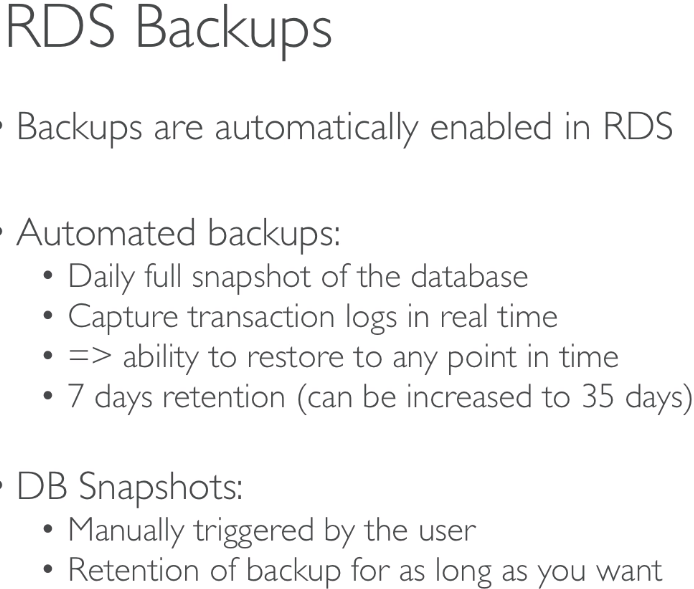 RDS Backups
• Backups are automatically enabled in RDS
• Automated backups:
• Daily full snapshot of the database
• Capture transaction logs in real time
• => ability to restore to any point in time
• 7 days retention (can be increased to 35 days)
• DB Snapshots:
• Manually triggered by the user
• Retention of backup for as long as you want